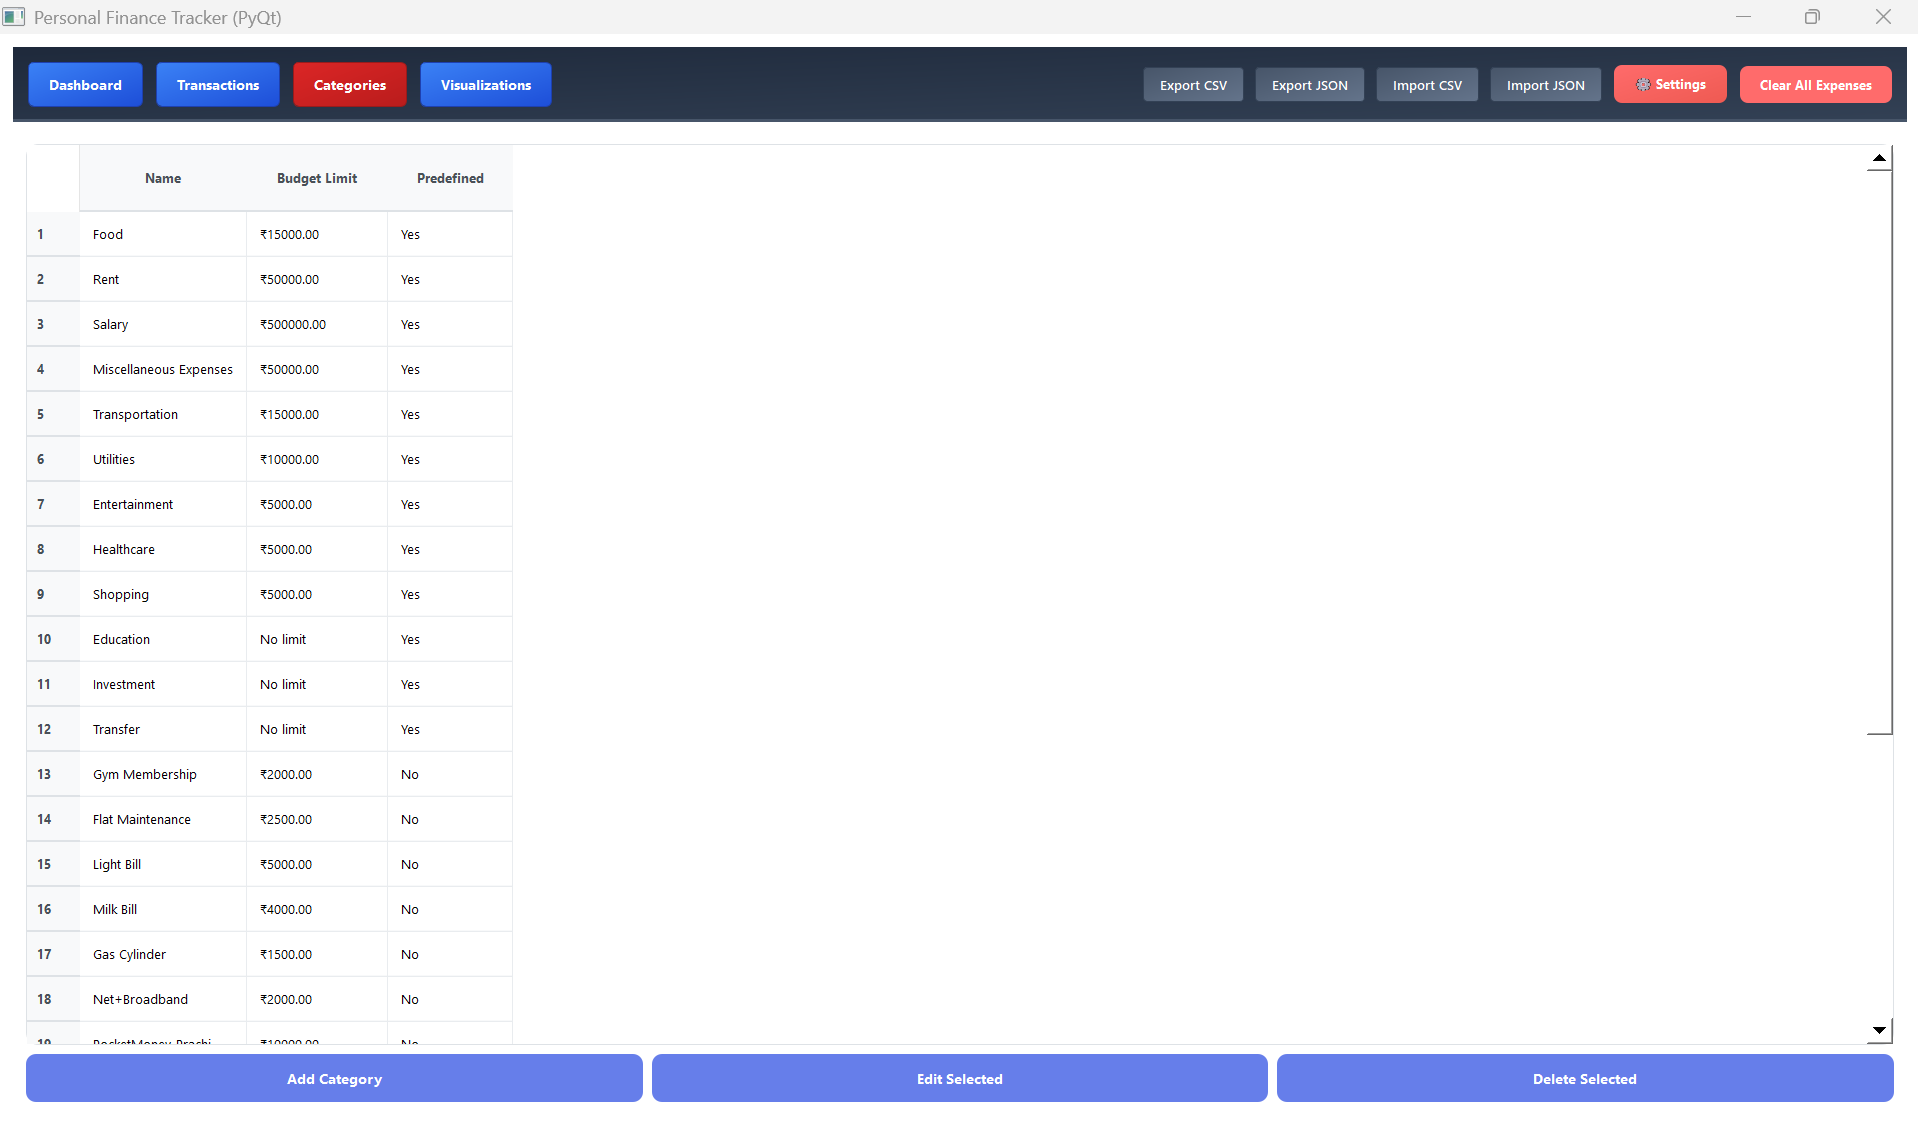 Personal Finance Tracker (PyQt)
Dashboard Transactions Categories Visualizations Export CSV Export JSON Import CSV Import JSON Settings Clear All Expenses
Name Budget Limit Predefined
1 Food ₹15000.00 Yes
2 Rent ₹50000.00 Yes
3 Salary ₹500000.00 Yes
4 Miscellaneous Expenses ₹50000.00 Yes
5 Transportation ₹15000.00 Yes
6 Utilities ₹10000.00 Yes
7 Entertainment ₹5000.00 Yes
8 Healthcare ₹5000.00 Yes
9 Shopping ₹5000.00 Yes
10 Education No limit Yes
11 Investment No limit Yes
12 Transfer No limit Yes
13 Gym Membership ₹2000.00 No
14 Flat Maintenance ₹2500.00 No
15 Light Bill ₹5000.00 No
16 Milk Bill ₹4000.00 No
17 Gas Cylinder ₹1500.00 No
18 Net+Broadband ₹2000.00 No
19 PocketMoney Prachi ₹10000.00 No
Add Category Edit Selected Delete Selected